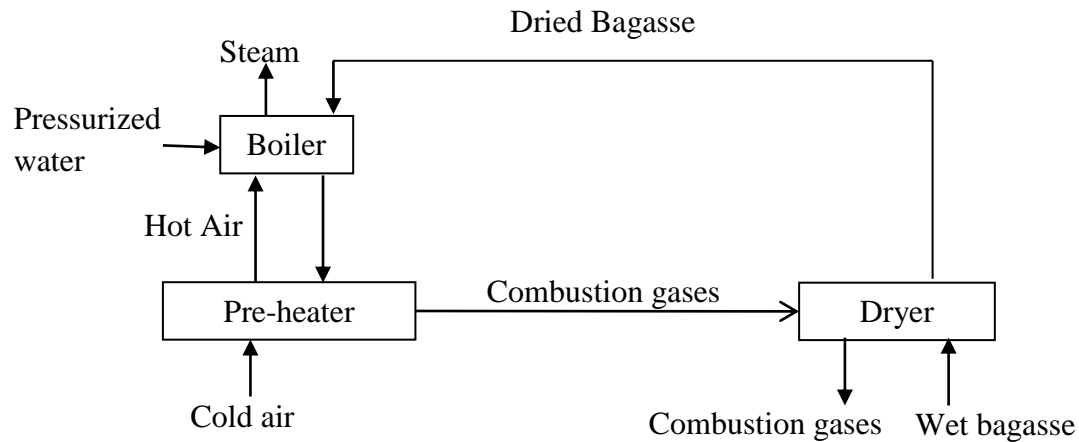 Dried Bagasse
Steam
Pressurized
water
Boiler
Hot Air
Combustion gases
Pre-heater
Dryer
Cold air
Combustion gases
Wet bagasse